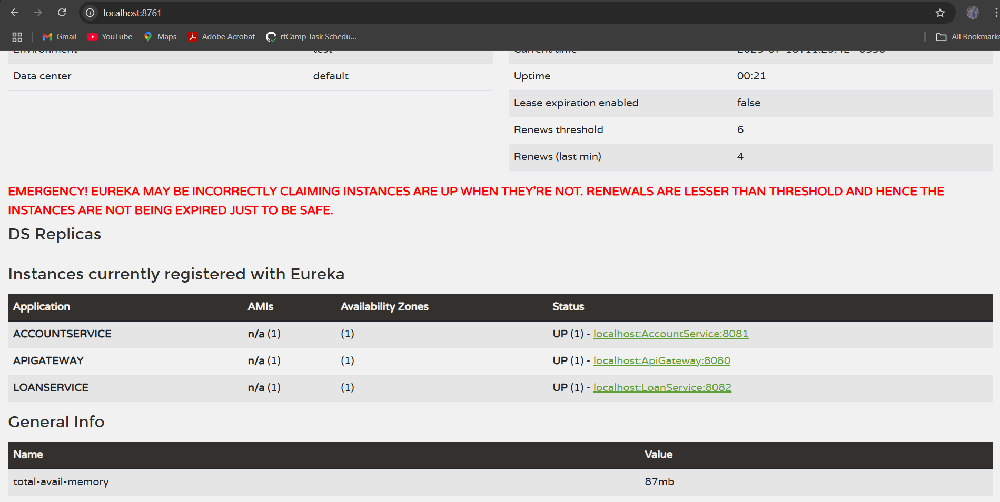 localhost:8761
Gmail YouTube Maps Adobe Acrobat rtCamp Task Schedu... All Bookmarks
Environment test
Data center default
Current time
Uptime 00:21
Lease expiration enabled false
Renews threshold 6
Renews (last min) 4
EMERGENCY! EUREKA MAY BE INCORRECTLY CLAIMING INSTANCES ARE UP WHEN THEY'RE NOT. RENEWALS ARE LESSER THAN THRESHOLD AND HENCE THE
INSTANCES ARE NOT BEING EXPIRED JUST TO BE SAFE.
DS Replicas
Instances currently registered with Eureka
Application AMIs Availability Zones Status
ACCOUNTSERVICE n/a (1) (1) UP (1) - localhost:AccountService:8081
APIGATEWAY n/a (1) (1) UP (1) - localhost:ApiGateway:8080
LOANSERVICE n/a (1) (1) UP (1) - localhost:LoanService:8082
General Info
Name Value
total-avail-memory 87mb